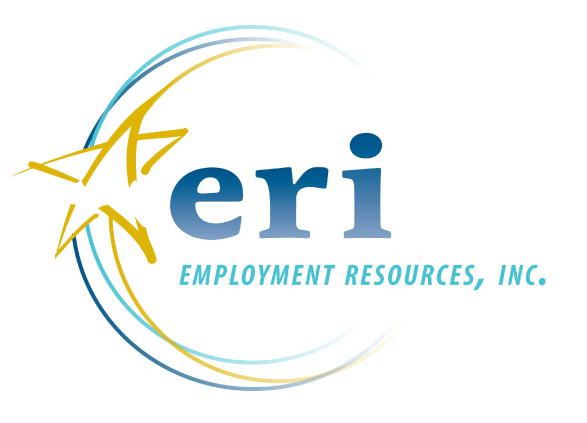 eri
EMPLOYMENT RESOURCES, INC.